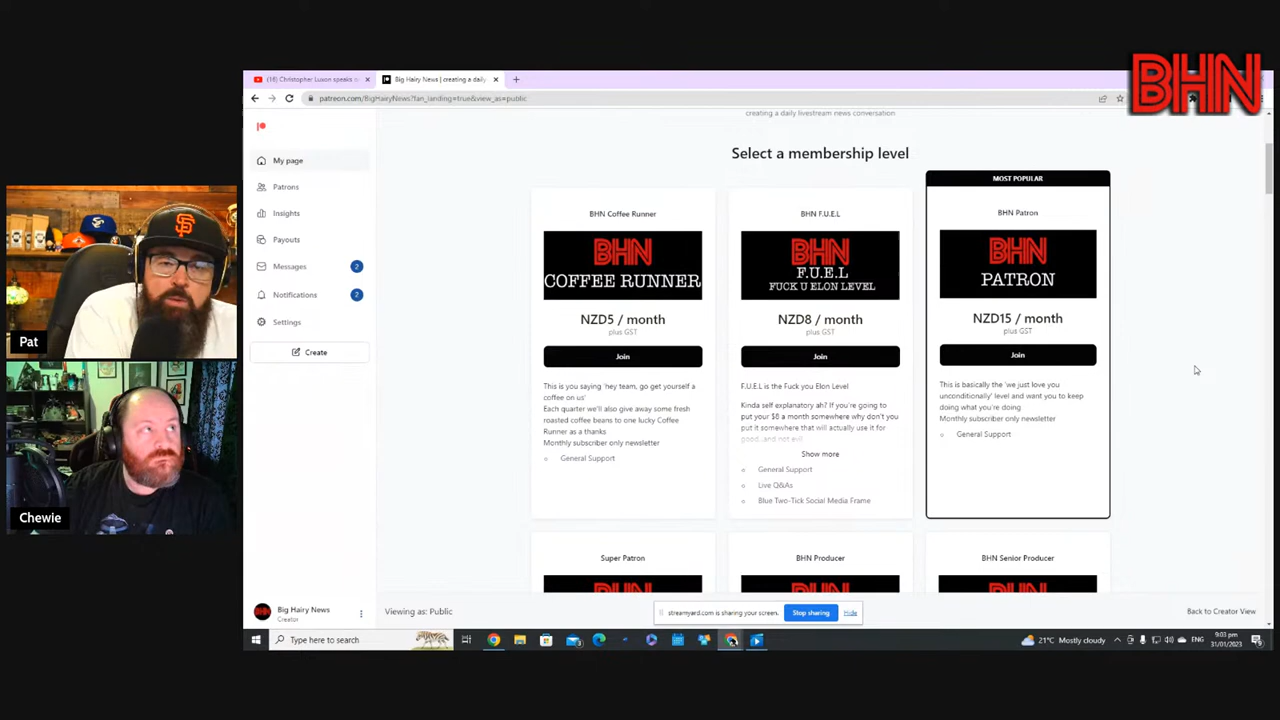 BHN
(16) Christopher Luxon speaks o
Big Hairy News | creating a daily
patreon.com/BigHairyNews?fan_landing=true&view_as=public
creating a daily livestream news conversation
Select a membership level
My page
Patrons
Insights
Payouts
Messages 2
Notifications 2
Settings
Create
BHN Coffee Runner
BHN
COFFEE RUNNER
NZD5 / month
plus GST
Join
This is you saying 'hey team, go get yourself a
coffee on us'
Each quarter we'll also give away some fresh
roasted coffee beans to one lucky Coffee
Runner as a thanks
Monthly subscriber only newsletter
General Support
BHN F.U.E.L
BHN
F.U.E.L
FUCK U ELON LEVEL
NZD8 / month
plus GST
Join
F.U.E.L is the Fuck you Elon Level
Kinda self explanatory ah? If you're going to
put your $8 a month somewhere why don't you
put it somewhere that will actually use it for
good..and not evil
Show more
General Support
Live Q&As
Blue Two-Tick Social Media Frame
MOST POPULAR
BHN Patron
BHN
PATRON
NZD15 / month
plus GST
Join
This is basically the 'we just love you
unconditionally' level and want you to keep
doing what you're doing
Monthly subscriber only newsletter
General Support
Super Patron
BHN Producer
BHN Senior Producer
Pat
Chewie
Big Hairy News
Creator
Viewing as: Public
streamyard.com is sharing your screen.
Stop sharing
Hide
Back to Creator View
Type here to search
21°C Mostly cloudy
9:03 pm
31/01/2023